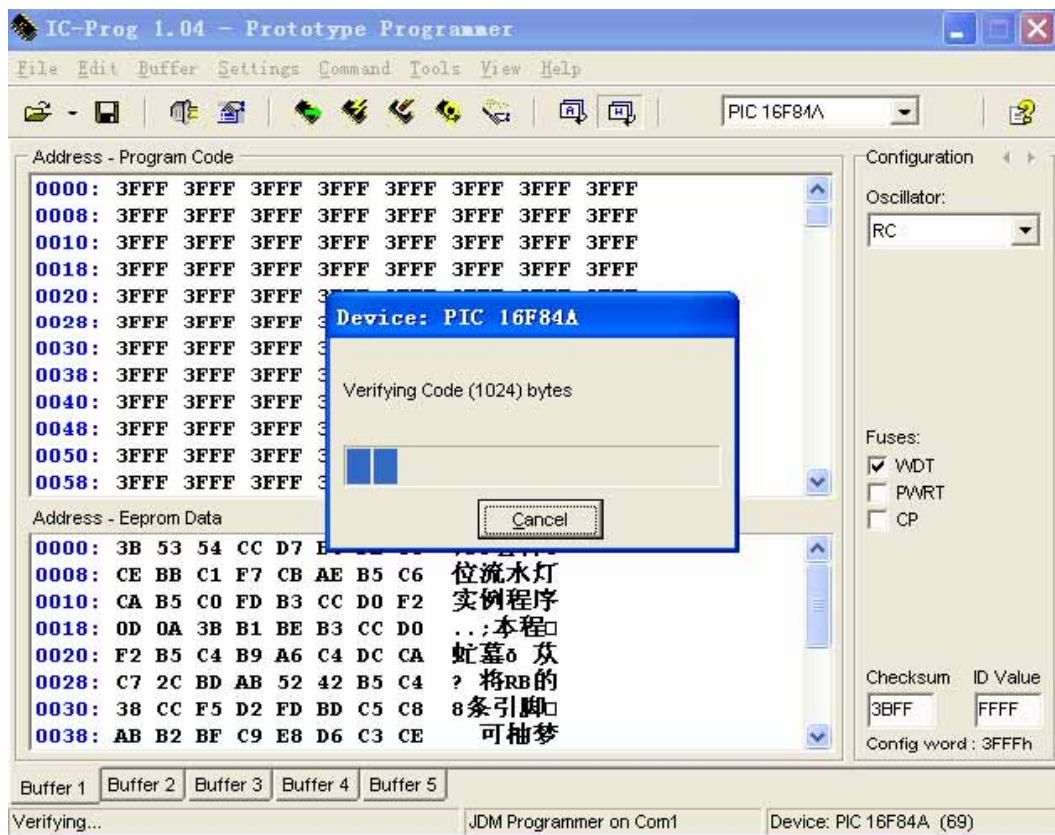 IC-Prog 1.04 - Prototype Programmer
File Edit Buffer Settings Command Tools View Help
PIC 16F84A
Address - Program Code
0000: 3FFF 3FFF 3FFF 3FFF 3FFF 3FFF 3FFF 3FFF
0008: 3FFF 3FFF 3FFF 3FFF 3FFF 3FFF 3FFF 3FFF
0010: 3FFF 3FFF 3FFF 3FFF 3FFF 3FFF 3FFF 3FFF
0018: 3FFF 3FFF 3FFF 3FFF 3FFF 3FFF 3FFF 3FFF
0020: 3FFF 3FFF 3FFF
0028: 3FFF 3FFF 3FFF
0030: 3FFF 3FFF 3FFF
0038: 3FFF 3FFF 3FFF
0040: 3FFF 3FFF 3FFF
0048: 3FFF 3FFF 3FFF
0050: 3FFF 3FFF 3FFF
0058: 3FFF 3FFF 3FFF
Device: PIC 16F84A
Verifying Code (1024) bytes
Cancel
Address - Eeprom Data
0000: 3B 53 54 CC D7
0008: CE BB C1 F7 CB AE B5 C6 位流水灯
0010: CA B5 C0 FD B3 CC D0 F2 实例程序
0018: 0D 0A 3B B1 BE B3 CC D0 ..;本程□
0020: F2 B5 C4 B9 A6 C4 DC CA
0028: C7 2C BD AB 52 42 B5 C4 ? 将RB的
0030: 38 CC F5 D2 FD BD C5 C8 8条引脚□
0038: AB B2 BF C9 E8 D6 C3 CE 可柚梦
Configuration
Oscillator:
RC
Fuses:
WDT
PWRT
CP
Checksum ID Value
3BFF FFFF
Config word : 3FFFh
Buffer 1 Buffer 2 Buffer 3 Buffer 4 Buffer 5
Verifying... JDM Programmer on Com1 Device: PIC 16F84A (69)